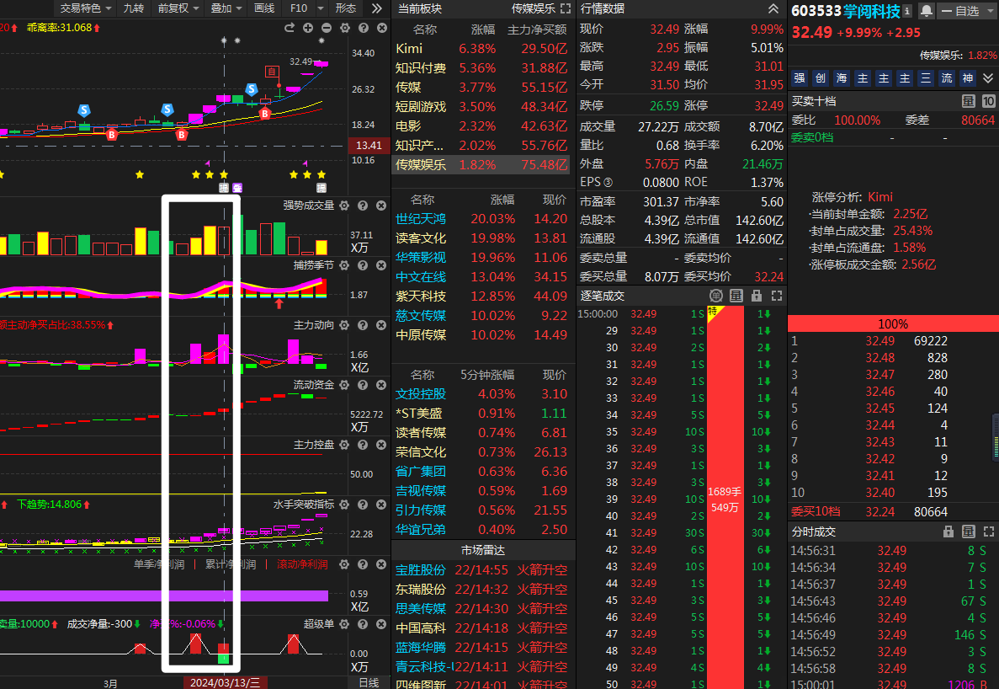 交易特色 九转 前复权 叠加 画线 F10 形态
乖离率:31.068
34.40
32.49
自
26.32
S S S
B B B
18.24
13.41
10.16
提 叠 提
强势成交量
37.11
X万
捕捞季节
1.87
额主动净买占比:38.55%
主力动向
1.66
X亿
流动资金
5222.72
X万
主力控盘
50.00
下趋势:14.806
水手突破指标
22.28
单季净利润 | 累计净利润 | 滚动净利润
0.59
X亿
卖量:10000 成交净量:-300
超级单
0.00
X万
3月 2024/03/13/三 日线
当前板块 传媒娱乐
名称 涨幅 主力净买额
Kimi 6.38% 29.50亿
知识付费 5.36% 31.88亿
传媒 3.77% 55.15亿
短剧游戏 3.50% 48.34亿
电影 2.32% 42.63亿
知识产... 2.02% 55.76亿
传媒娱乐 1.82% 75.48亿
名称 涨幅 现价
世纪天鸿 20.03% 14.20
读客文化 19.98% 13.81
华策影视 19.96% 11.06
中文在线 13.04% 34.15
紫天科技 12.85% 44.09
慈文传媒 10.02% 9.22
中原传媒 10.02% 14.49
名称 5分钟涨幅 现价
文投控股 4.03% 3.10
*ST美盛 0.91% 1.11
读者传媒 0.74% 6.81
荣信文化 0.73% 26.13
省广集团 0.63% 6.36
吉视传媒 0.59% 1.69
引力传媒 0.56% 21.55
华谊兄弟 0.40% 2.50
市场雷达
宝胜股份 22/14:55 火箭升空
东瑞股份 22/14:32 火箭升空
思美传媒 22/14:30 火箭升空
中国高科 22/14:18 火箭升空
蓝海华腾 22/14:15 火箭升空
青云科技-U 22/14:11 火箭升空
四维图新 22/14:01 火箭升空
行情数据
现价 32.49 涨幅 9.99%
涨跌 2.95 振幅 5.01%
最高 32.49 最低 31.01
今开 31.50 均价 31.95
跌停 26.59 涨停 32.49
成交量 27.22万 成交额 8.70亿
量比 0.68 换手率 6.20%
外盘 5.76万 内盘 21.46万
EPS③ 0.0800 ROE 1.37%
市盈率 301.37 市净率 5.60
总股本 4.39亿 总市值 142.60亿
流通股 4.39亿 流通值 142.60亿
委卖总量 - 委卖均价 -
委买总量 8.07万 委买均价 32.24
逐笔成交 单 量
特
15:00:00 32.49 1 S 1
29 32.49 1 S 1
30 32.49 2 S 2
31 32.49 1 S 1
32 32.49 1 S 1
33 32.49 1 S 1
34 32.49 5 S 5
35 32.49 10 S 10
36 32.49 3 S 3
37 32.49 1 S 1
38 32.49 3 S 3
39 32.49 10 S 10
40 32.49 2 S 2
41 32.49 30 S 30
42 32.49 6 S 6
43 32.49 10 S 10
44 32.49 1 S 1
45 32.49 3 S 3
46 32.49 5 S 5
47 32.49 5 S 5
48 32.49 1 S 1
49 32.49 4 S 4
50 32.49 1 S 1
1689手
549万
603533 掌阅科技 自选
32.49 +9.99% +2.95
传媒娱乐: 1.82%
强 创 海 主 主 主 三 流 神
买卖十档 量 10
委比 100.00% 委差 80664
委卖0档 - -
涨停分析: Kimi
·当前封单金额: 2.25亿
·封单占成交量: 25.43%
·封单占流通盘: 1.58%
·涨停板成交金额: 2.56亿
100%
1 32.49 69222
2 32.48 828
3 32.47 280
4 32.46 40
5 32.45 124
6 32.44 4
7 32.43 11
8 32.42 9
9 32.41 12
10 32.40 195
委买10档 32.24 80664
分时成交 量
14:56:31 32.49 8 S
14:56:34 32.49 7 S
14:56:37 32.49 1 S
14:56:43 32.49 67 S
14:56:46 32.49 4 S
14:56:49 32.49 146 S
14:56:52 32.49 3 S
14:56:58 32.49 8 S
15:00:01 32.49 1206 B